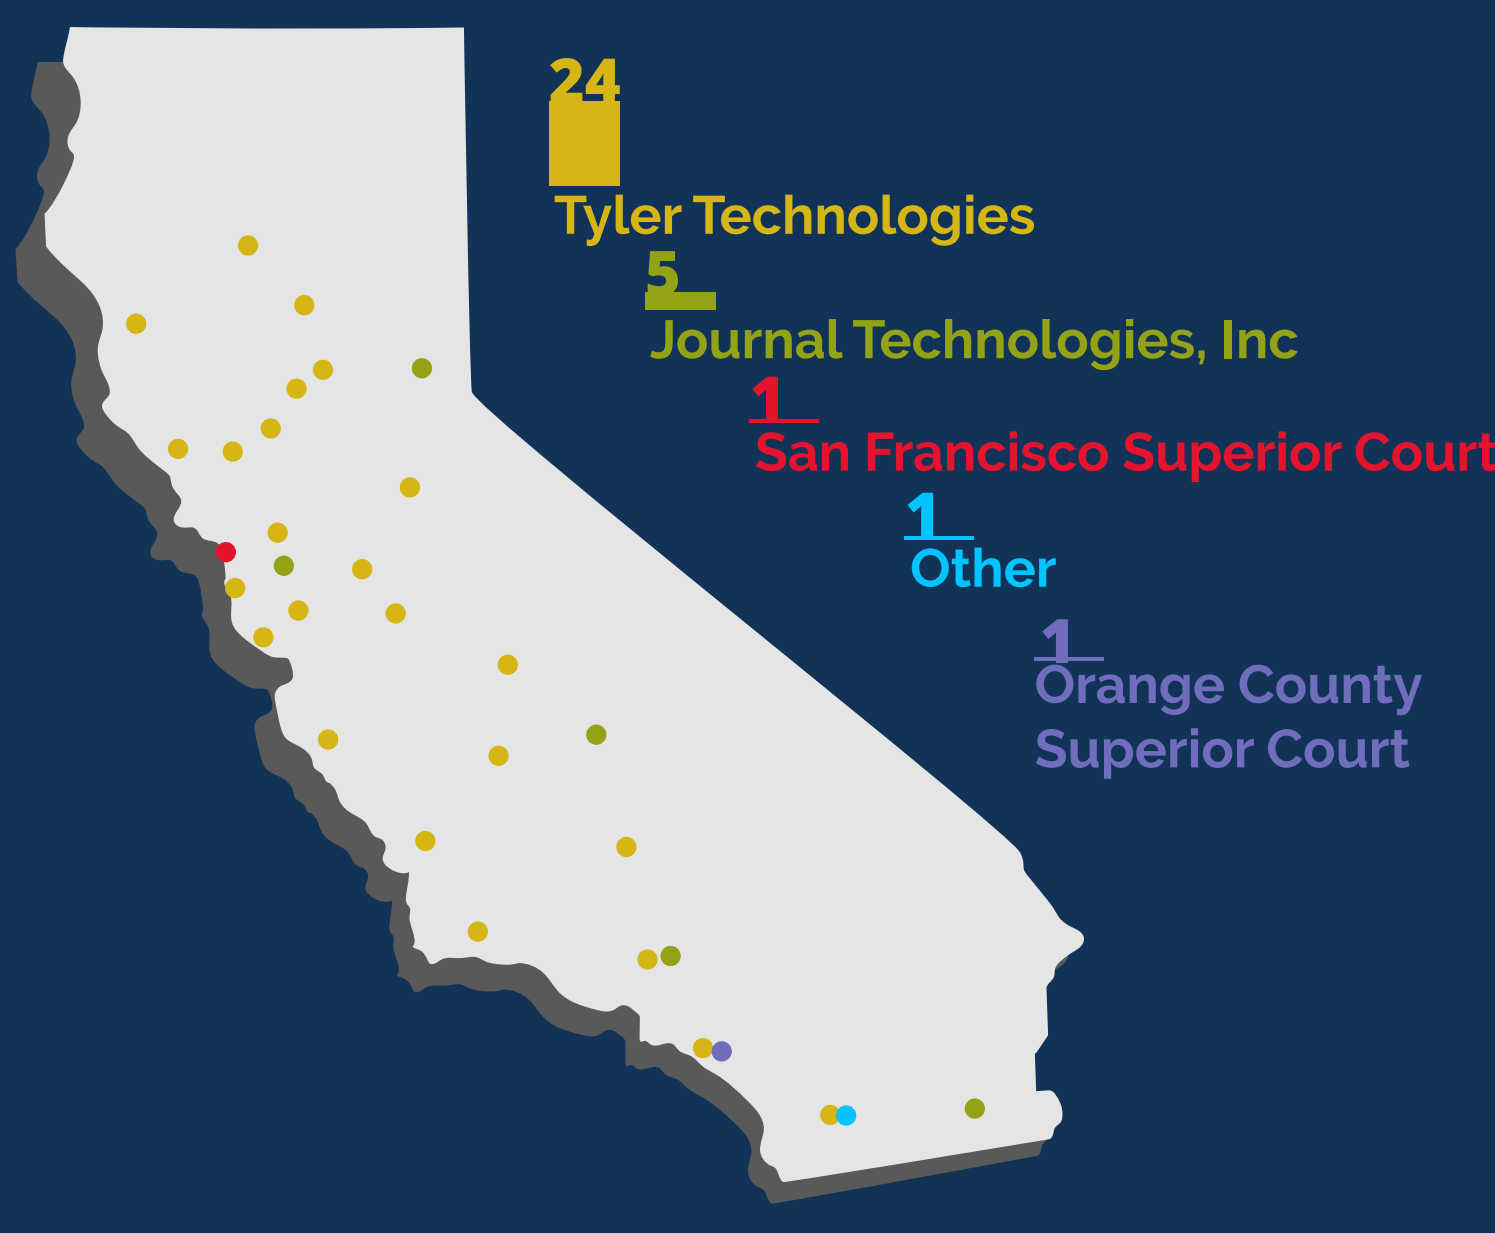 24
Tyler Technologies
5
Journal Technologies, Inc
1
San Francisco Superior Court
1
Other
1
Orange County
Superior Court